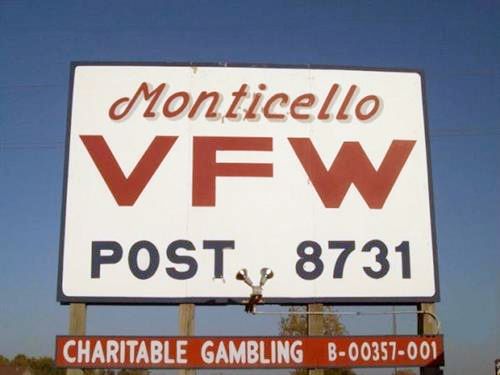 Monticello
VFW
POST 8731
CHARITABLE GAMBLING B-00357-001